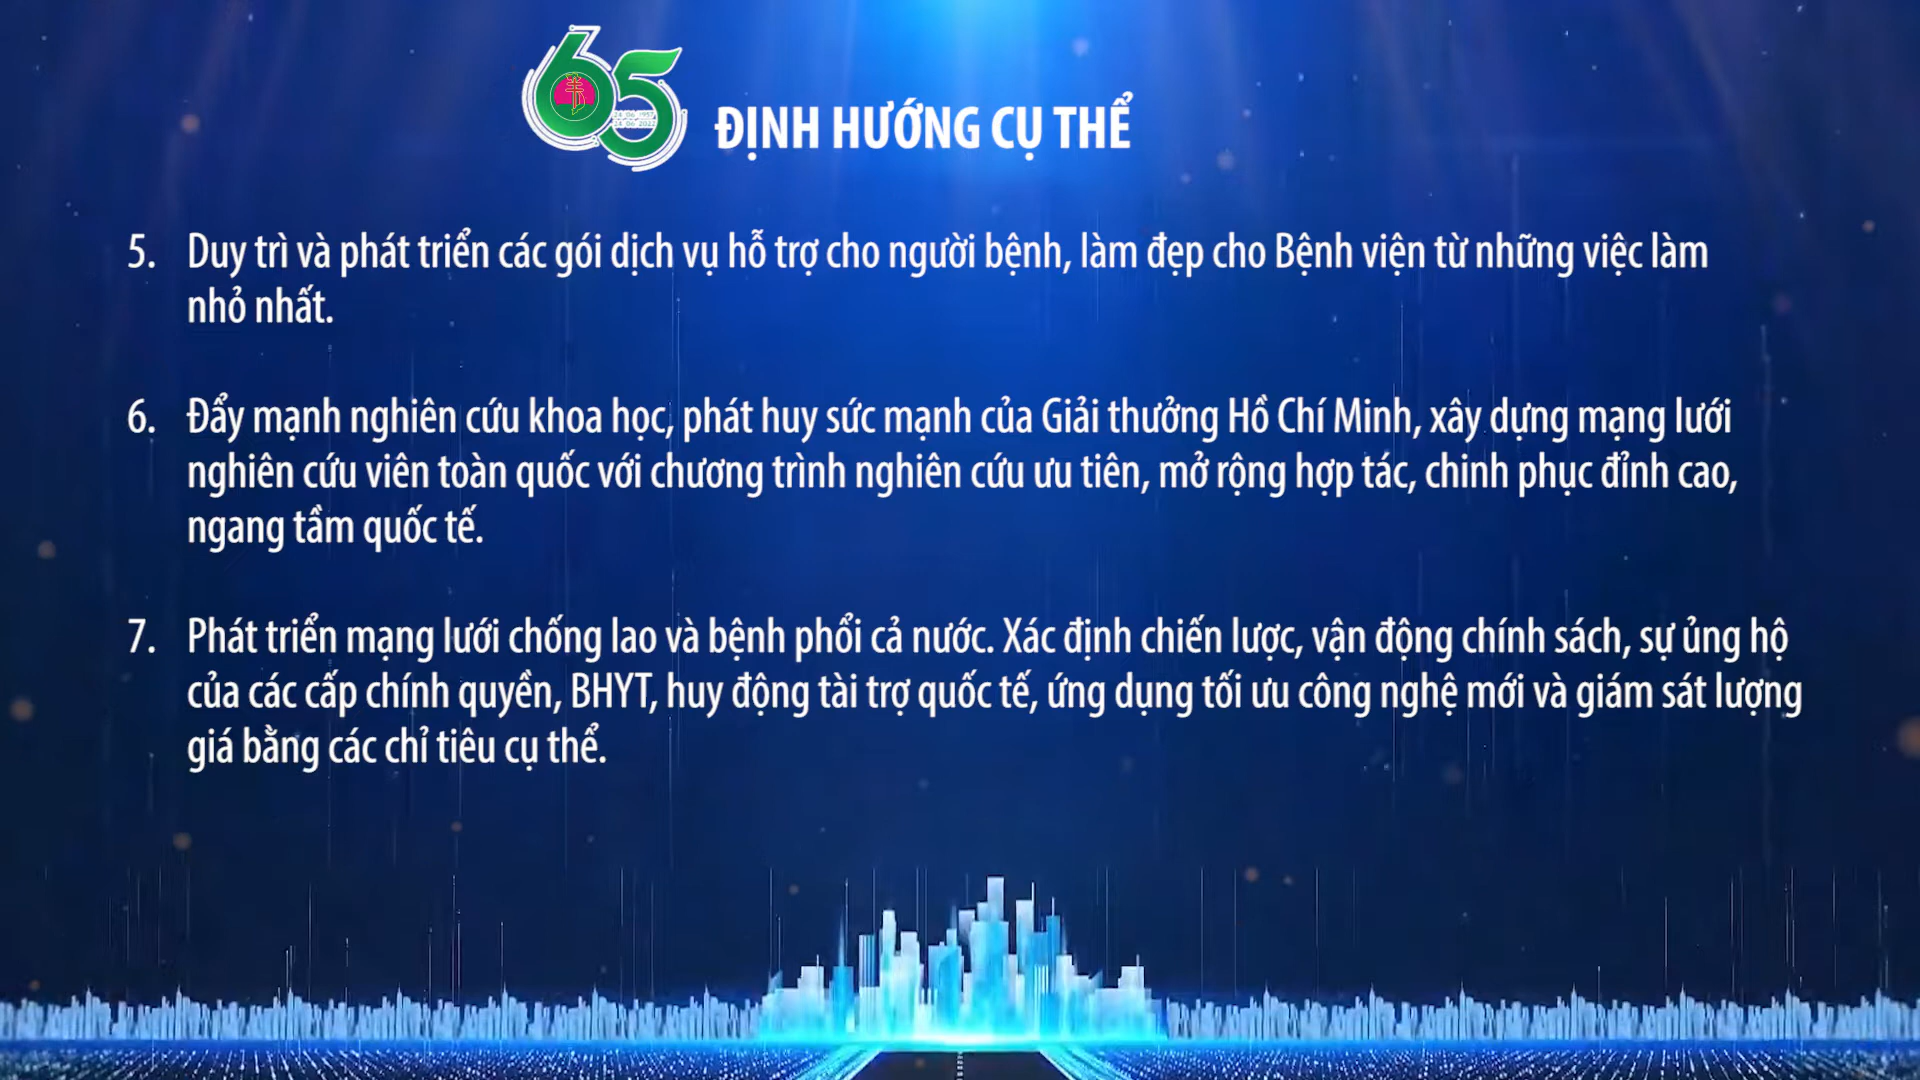 65
ĐỊNH HƯỚNG CỤ THỂ
5. Duy trì và phát triển các gói dịch vụ hỗ trợ cho người bệnh, làm đẹp cho Bệnh viện từ những việc làm
nhỏ nhất.
6. Đẩy mạnh nghiên cứu khoa học, phát huy sức mạnh của Giải thưởng Hồ Chí Minh, xây dựng mạng lưới
nghiên cứu viên toàn quốc với chương trình nghiên cứu ưu tiên, mở rộng hợp tác, chinh phục đỉnh cao,
ngang tầm quốc tế.
7. Phát triển mạng lưới chống lao và bệnh phổi cả nước. Xác định chiến lược, vận động chính sách, sự ủng hộ
của các cấp chính quyền, BHYT, huy động tài trợ quốc tế, ứng dụng tối ưu công nghệ mới và giám sát lượng
giá bằng các chỉ tiêu cụ thể.